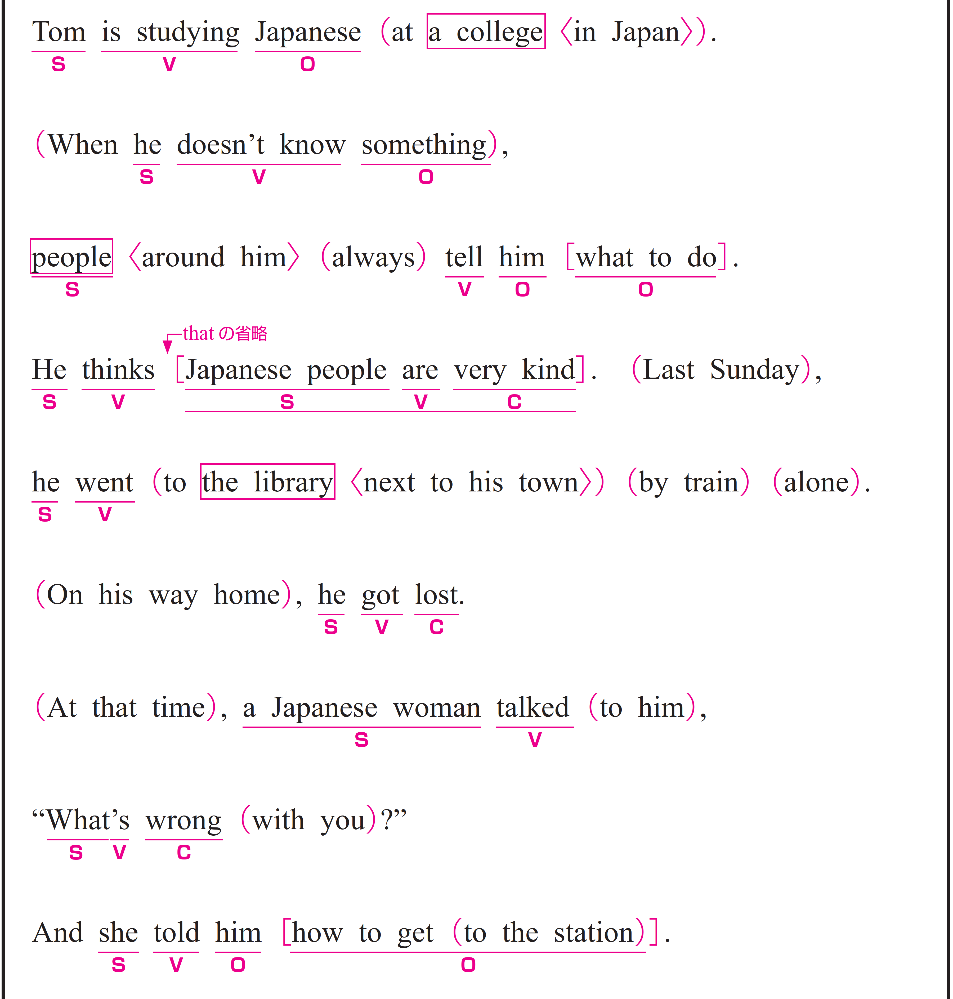 Tom is studying Japanese (at a college 〈in Japan〉).
S V O
(When he doesn’t know something),
S V O
people 〈around him〉 (always) tell him [what to do].
S V O O
thatの省略
He thinks [Japanese people are very kind]. (Last Sunday),
S V S V C
he went (to the library 〈next to his town〉) (by train) (alone).
S V
(On his way home), he got lost.
S V C
(At that time), a Japanese woman talked (to him),
S V
“What’s wrong (with you)?”
S V C
And she told him [how to get (to the station)].
S V O O